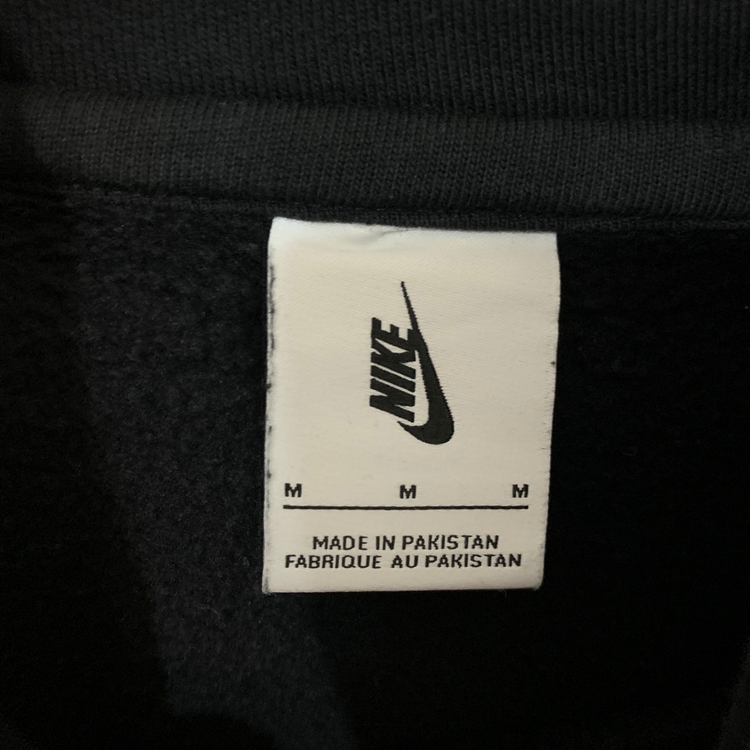 NIKE
M M M
MADE IN PAKISTAN
FABRIQUE AU PAKISTAN